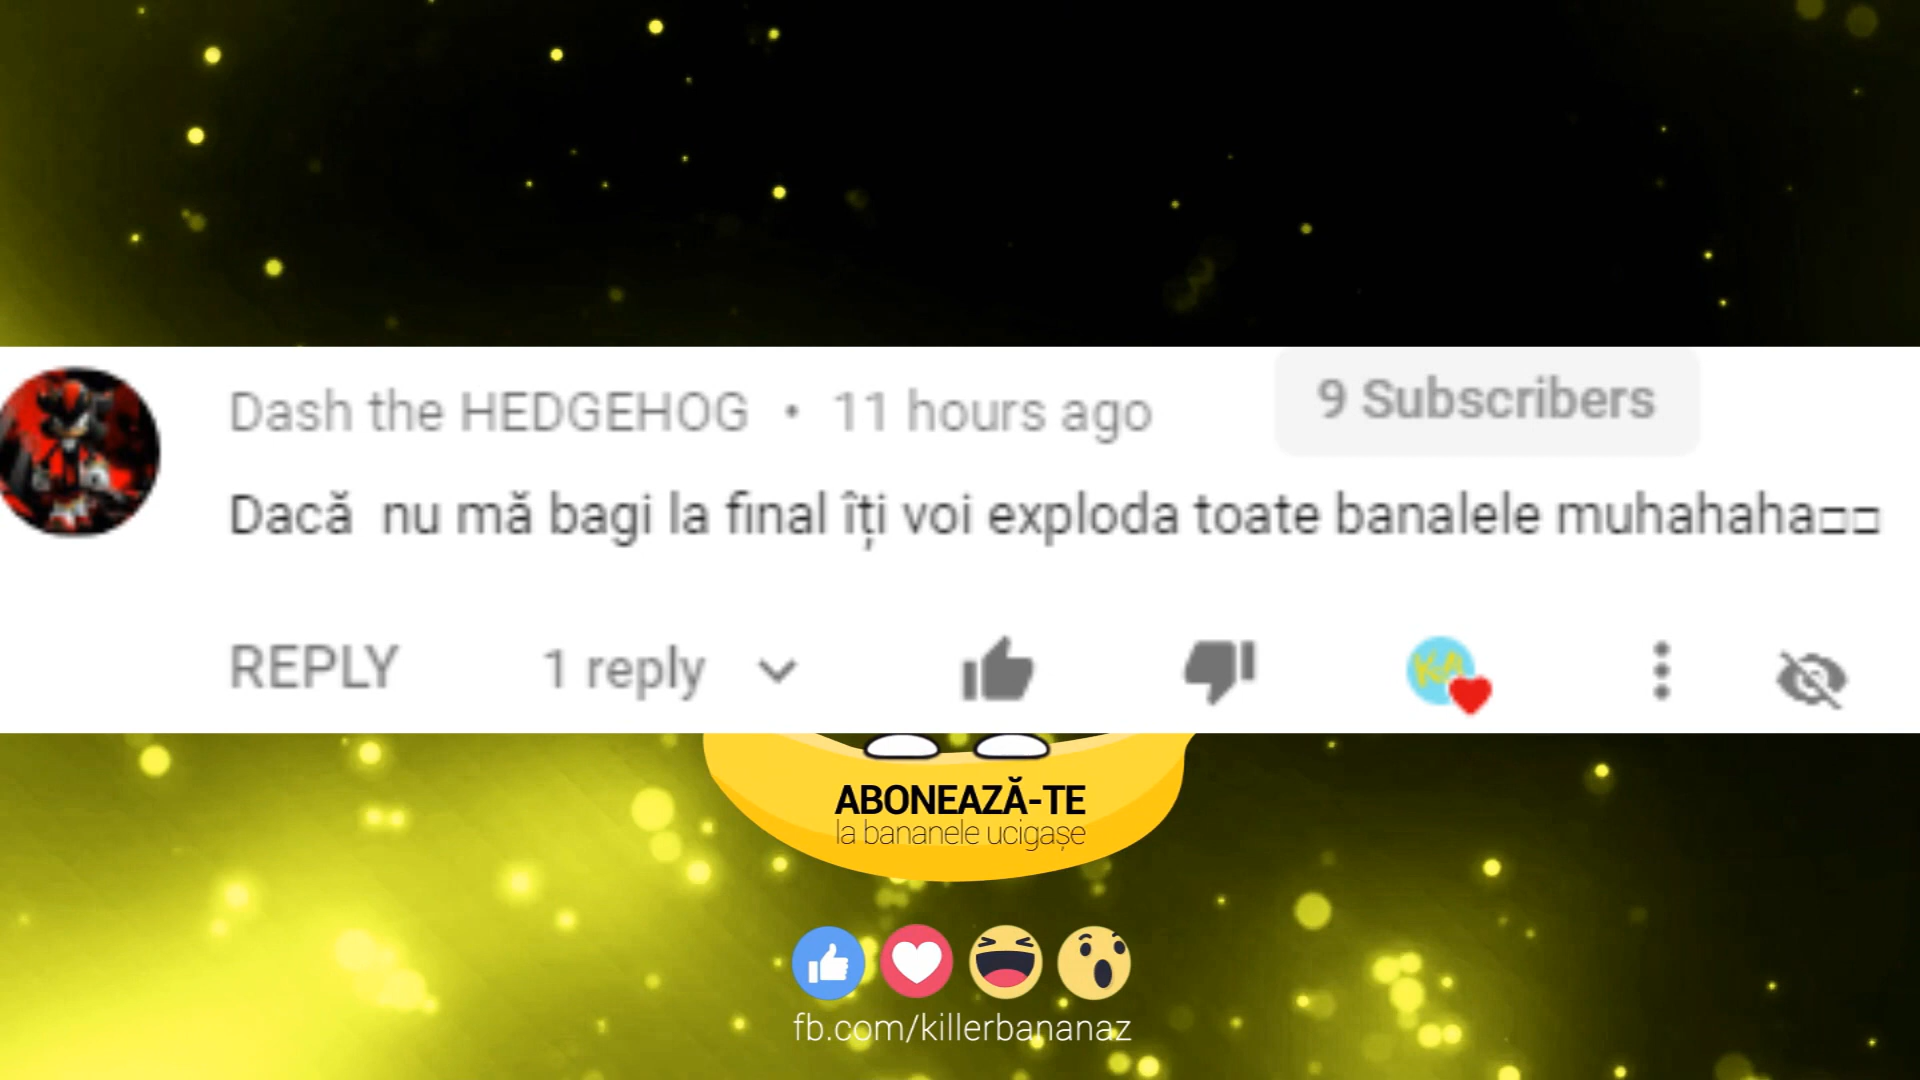 Dash the HEDGEHOG • 11 hours ago
9 Subscribers
Dacă nu mă bagi la final îți voi exploda toate banalele muhahaha□□
REPLY
1 reply
KA
ABONEAZĂ-TE
la bananele ucigașe
fb.com/killerbananaz